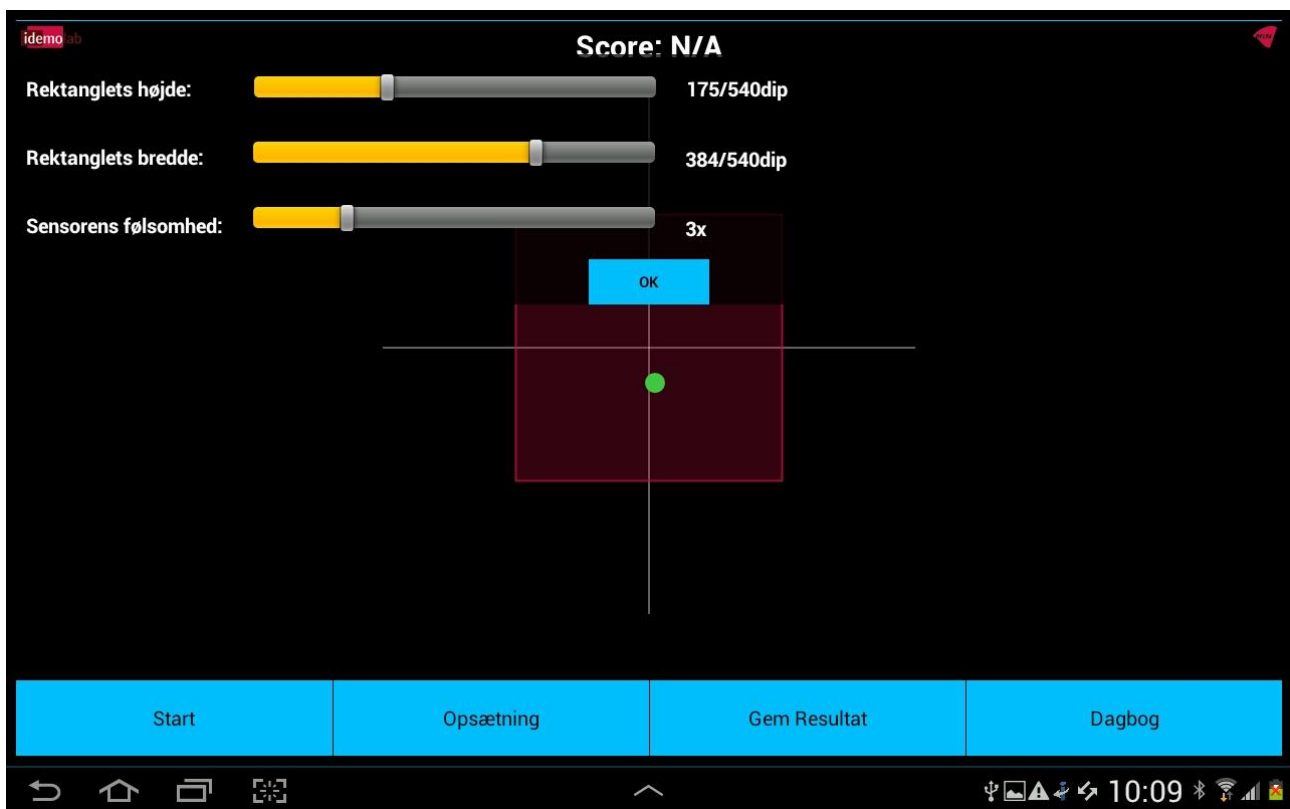 idemolab
Score: N/A
Rektanglets højde:
175/540dip
Rektanglets bredde:
384/540dip
Sensorens følsomhed:
3x
OK
Start
Opsætning
Gem Resultat
Dagbog
10:09